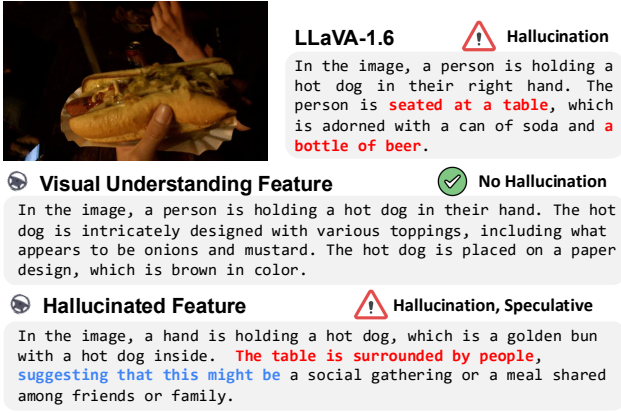 LLaVA-1.6
Hallucination
In the image, a person is holding a
hot dog in their right hand. The
person is seated at a table, which
is adorned with a can of soda and a
bottle of beer.
Visual Understanding Feature
No Hallucination
In the image, a person is holding a hot dog in their hand. The hot
dog is intricately designed with various toppings, including what
appears to be onions and mustard. The hot dog is placed on a paper
design, which is brown in color.
Hallucinated Feature
Hallucination, Speculative
In the image, a hand is holding a hot dog, which is a golden bun
with a hot dog inside. The table is surrounded by people,
suggesting that this might be a social gathering or a meal shared
among friends or family.